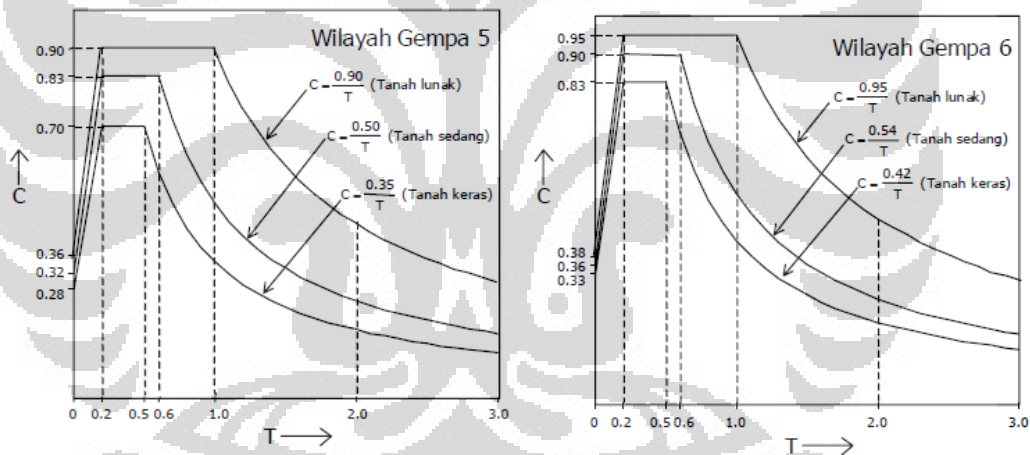 Wilayah Gempa 5
0.90
0.83
0.70
C
0.36
0.32
0.28
C = 0.90/T (Tanah lunak)
C = 0.50/T (Tanah sedang)
C = 0.35/T (Tanah keras)
0 0.2 0.5 0.6 1.0 2.0 3.0
T
Wilayah Gempa 6
0.95
0.90
0.83
C
0.38
0.36
0.33
C = 0.95/T (Tanah lunak)
C = 0.54/T (Tanah sedang)
C = 0.42/T (Tanah keras)
0 0.2 0.5 0.6 1.0 2.0 3.0
T